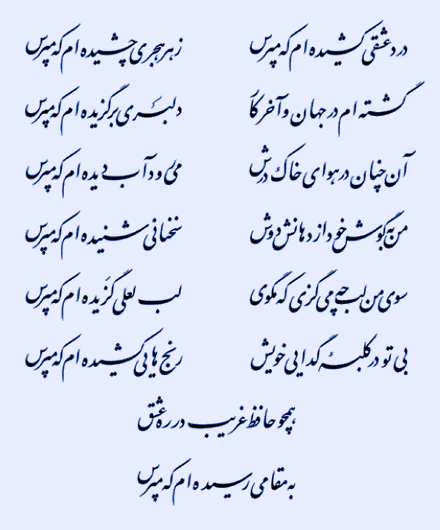 درد عشقی کشیده ام که مپرس زهر هجری چشیده ام که مپرس
گشته ام در جهان و آخر کار دلبری برگزیده ام که مپرس
آن چنان در هوای خاک درش می رود آب دیده ام که مپرس
من به گوش خود از دهانش دوش سخنانی شنیده ام که مپرس
سوی من لب چه می گزی که مگوی لب لعلی گزیده ام که مپرس
بی تو در کلبه گدایی خویش رنج هایی کشیده ام که مپرس
همچو حافظ غریب در ره عشق
به مقامی رسیده ام که مپرس